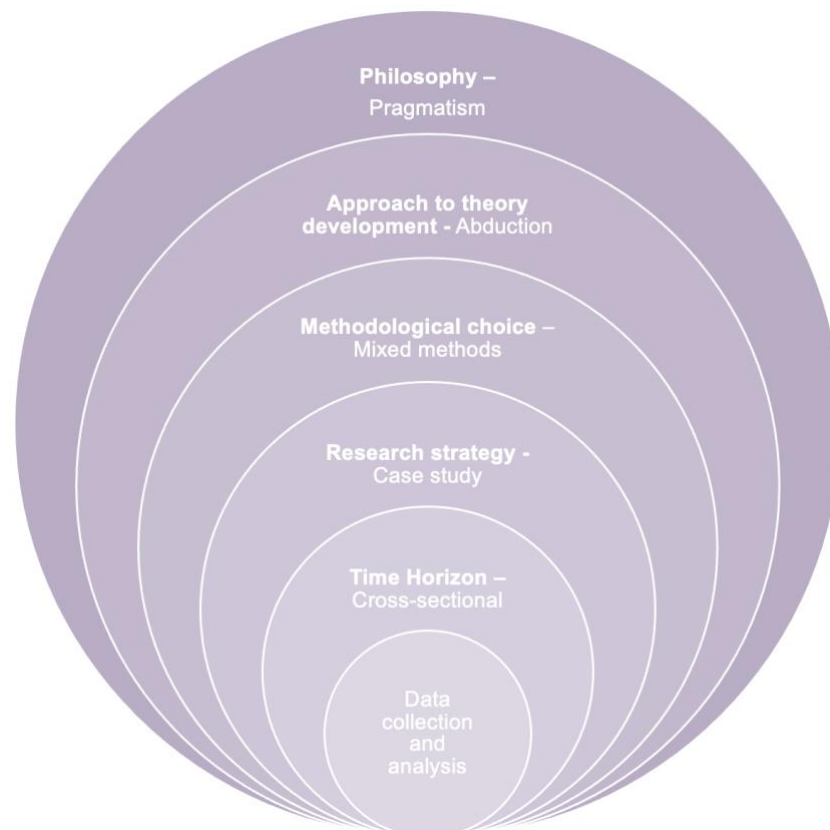 Philosophy –
Pragmatism
Approach to theory
development - Abduction
Methodological choice –
Mixed methods
Research strategy -
Case study
Time Horizon –
Cross-sectional
Data
collection
and
analysis